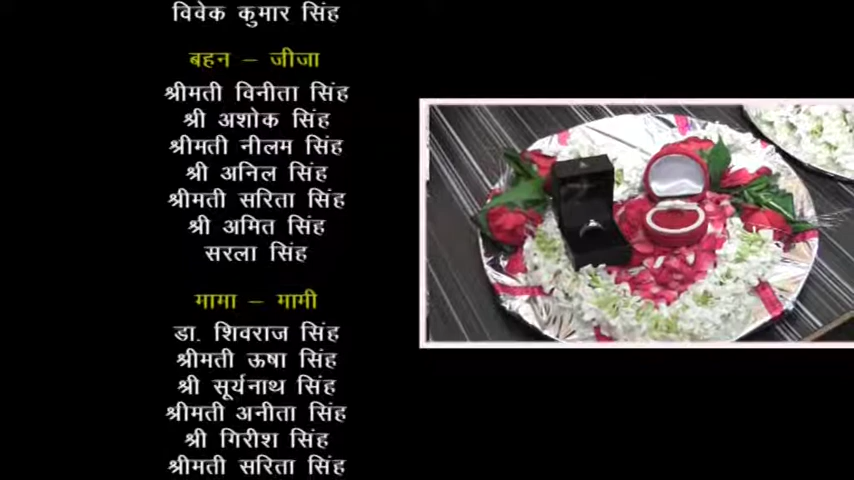 विवेक कुमार सिंह
बहन – जीजा
श्रीमती विनीता सिंह
श्री अशोक सिंह
श्रीमती नीलम सिंह
श्री अनिल सिंह
श्रीमती सरिता सिंह
श्री अमित सिंह
सरला सिंह
मामा – मामी
डा. शिवराज सिंह
श्रीमती ऊषा सिंह
श्री सूर्यनाथ सिंह
श्रीमती अनीता सिंह
श्री गिरीश सिंह
श्रीमती सरिता सिंह